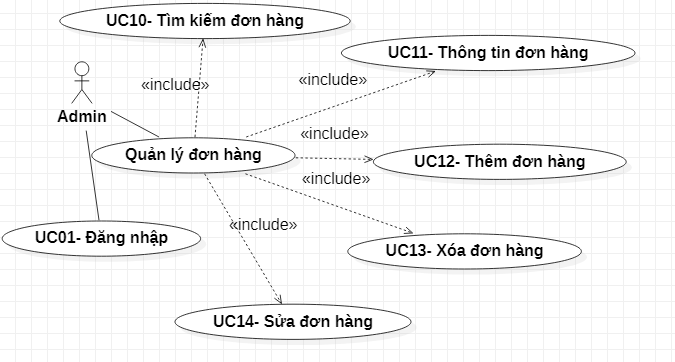 UC10- Tìm kiếm đơn hàng
UC11- Thông tin đơn hàng
«include»
«include»
Admin
«include»
Quản lý đơn hàng
UC12- Thêm đơn hàng
«include»
«include»
UC01- Đăng nhập
UC13- Xóa đơn hàng
UC14- Sửa đơn hàng